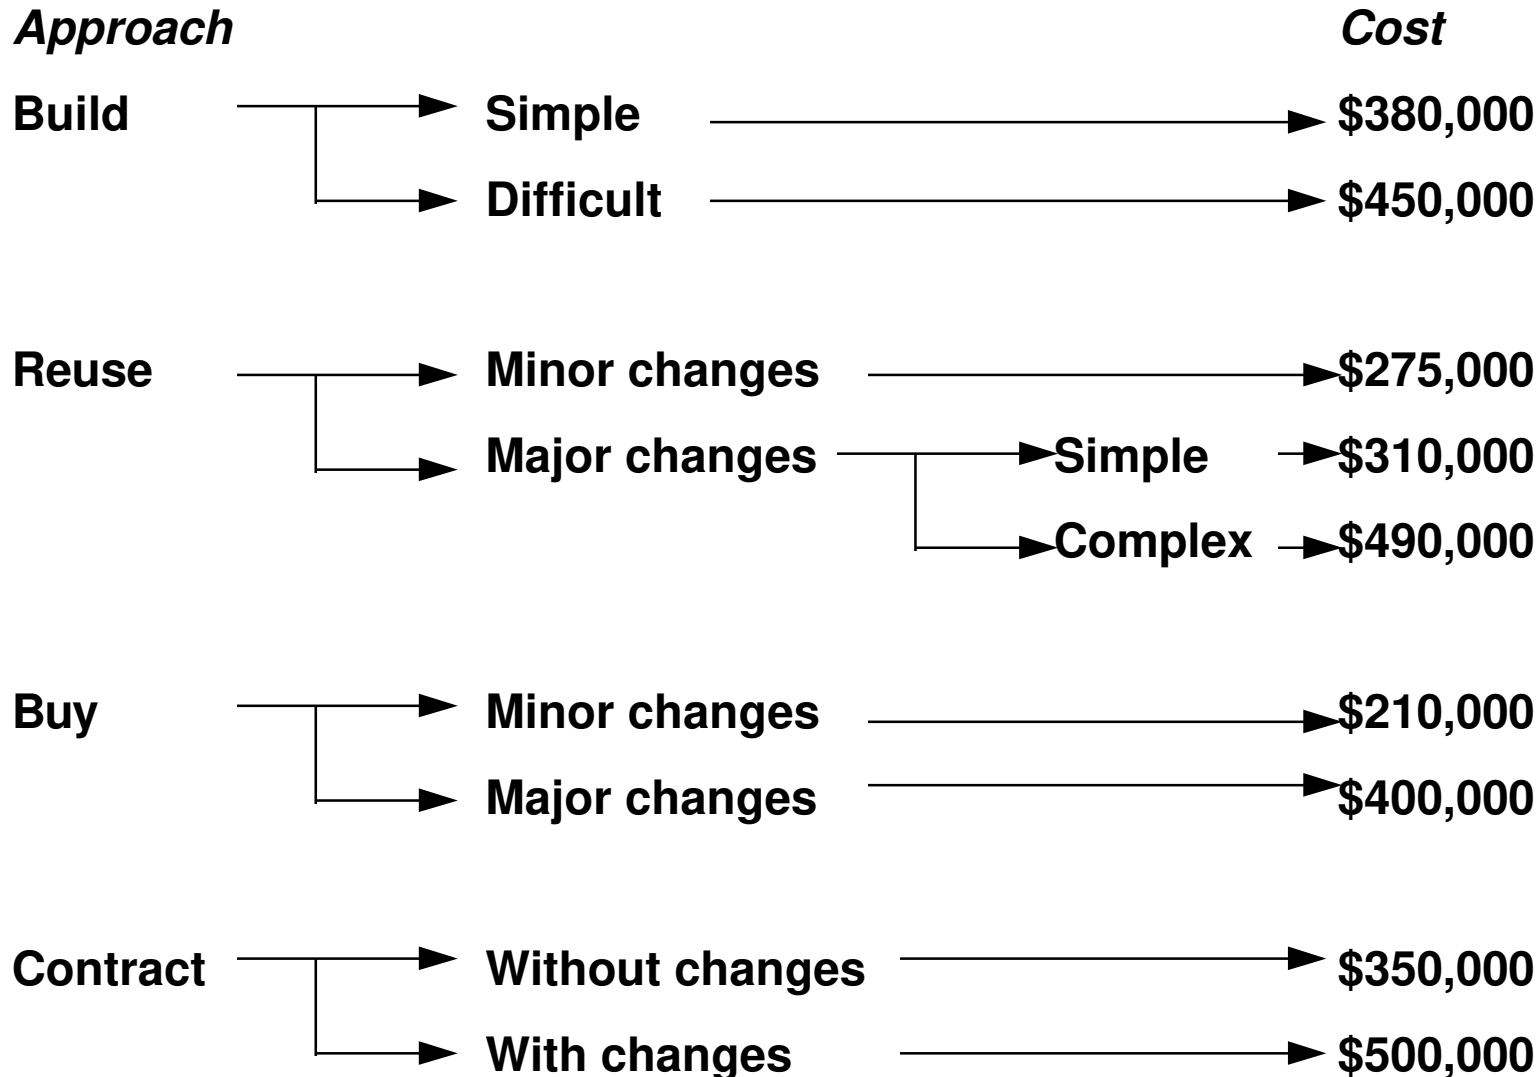 Approach Cost
Build Simple $380,000
Difficult $450,000
Reuse Minor changes $275,000
Major changes Simple $310,000
Complex $490,000
Buy Minor changes $210,000
Major changes $400,000
Contract Without changes $350,000
With changes $500,000